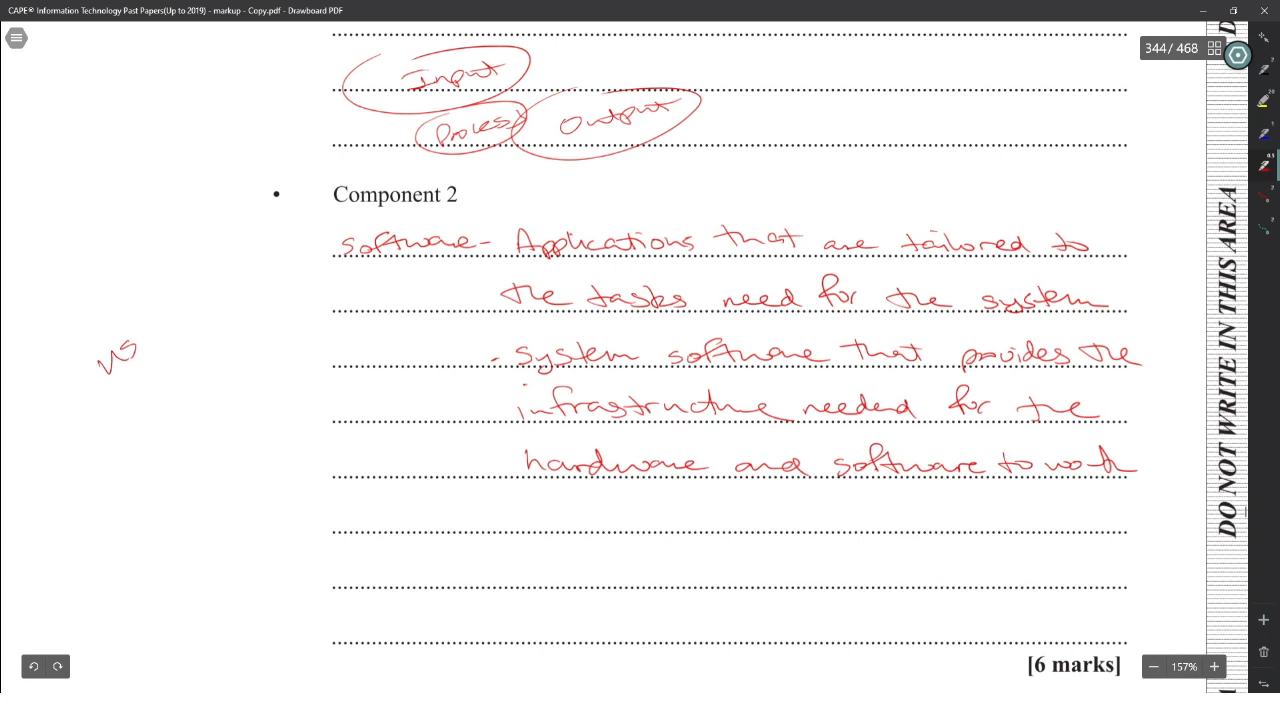 CAPE® Information Technology Past Papers(Up to 2019) - markup - Copy.pdf - Drawboard PDF
344 / 468
Input
Process
Output
• Component 2
Software - Applications that are tailored to
the tasks need for the system
- System software that provides the
infrastructure needed for the
hardware and software to work
[6 marks]
DO NOT WRITE IN THIS AREA
157%